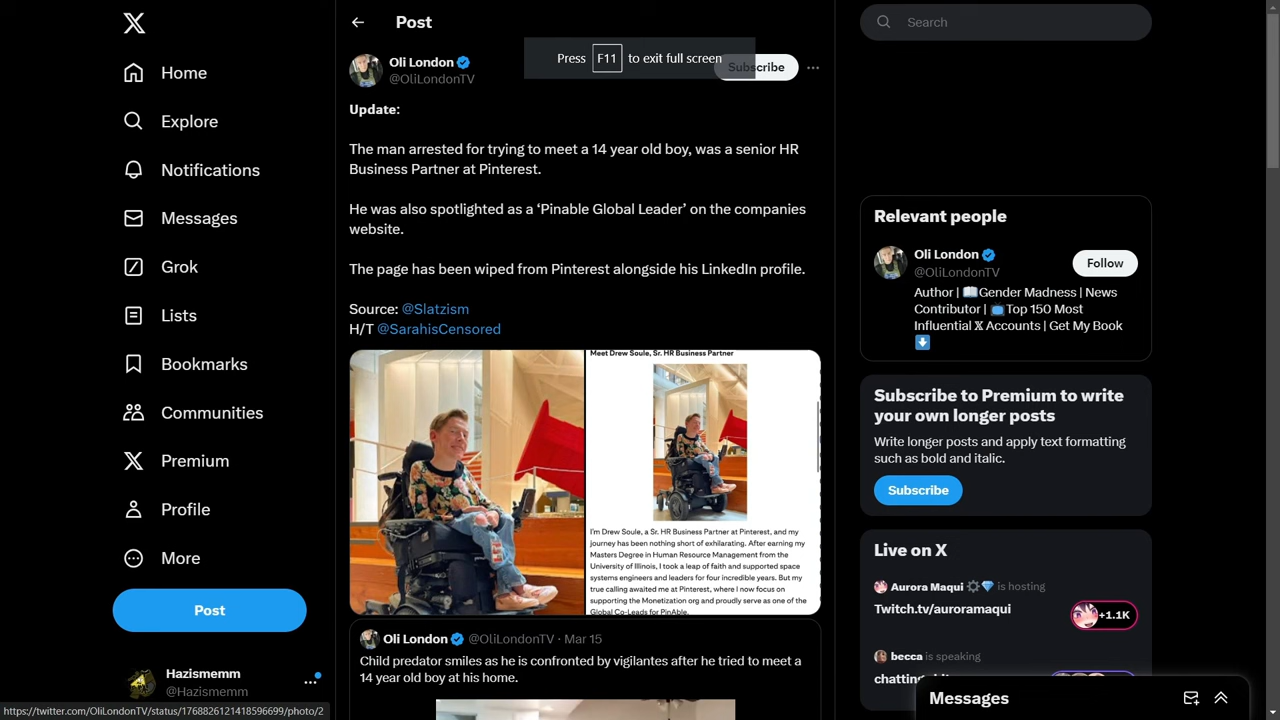 Post
Search
Press F11 to exit full screen
Oli London
@OliLondonTV
Subscribe
Home
Explore
Notifications
Messages
Grok
Lists
Bookmarks
Communities
Premium
Profile
More
Post
Hazismemm
@Hazismemm
Update:
The man arrested for trying to meet a 14 year old boy, was a senior HR
Business Partner at Pinterest.
He was also spotlighted as a ‘Pinable Global Leader’ on the companies
website.
The page has been wiped from Pinterest alongside his LinkedIn profile.
Source: @Slatzism
H/T @SarahisCensored
Meet Drew Soule, Sr. HR Business Partner
I'm Drew Soule, a Sr. HR Business Partner at Pinterest, and my
journey has been nothing short of exhilarating. After earning my
Masters Degree in Human Resource Management from the
University of Illinois, I took a leap of faith and supported space
systems engineers and leaders for four incredible years. But my
true calling awaited me at Pinterest, where I now focus on
supporting the Monetization org and proudly serve as one of the
Global Co-Leads for PinAble.
Oli London @OliLondonTV · Mar 15
Child predator smiles as he is confronted by vigilantes after he tried to meet a
14 year old boy at his home.
Relevant people
Oli London
@OliLondonTV
Follow
Author | 📖Gender Madness | News
Contributor | 📺Top 150 Most
Influential 𝕏 Accounts | Get My Book
⬇️
Subscribe to Premium to write
your own longer posts
Write longer posts and apply text formatting
such as bold and italic.
Subscribe
Live on X
Aurora Maqui ⚙️💎 is hosting
Twitch.tv/auroramaqui
+1.1K
becca is speaking
Messages
https://twitter.com/OliLondonTV/status/1768826121418596699/photo/2